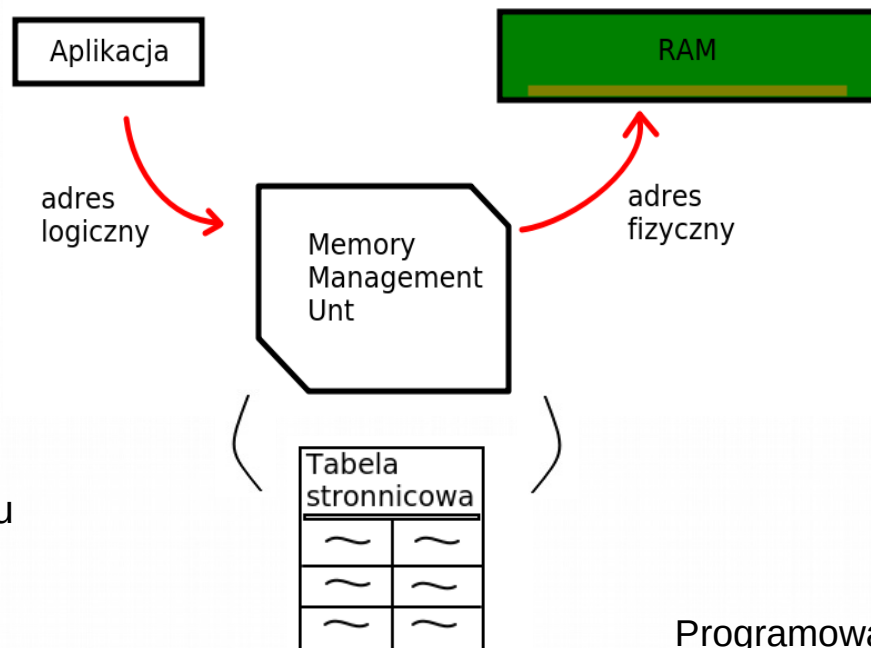 Aplikacja
RAM
adres
logiczny
adres
fizyczny
Memory
Management
Unt
Tabela
stronnicowa
u
Programowa